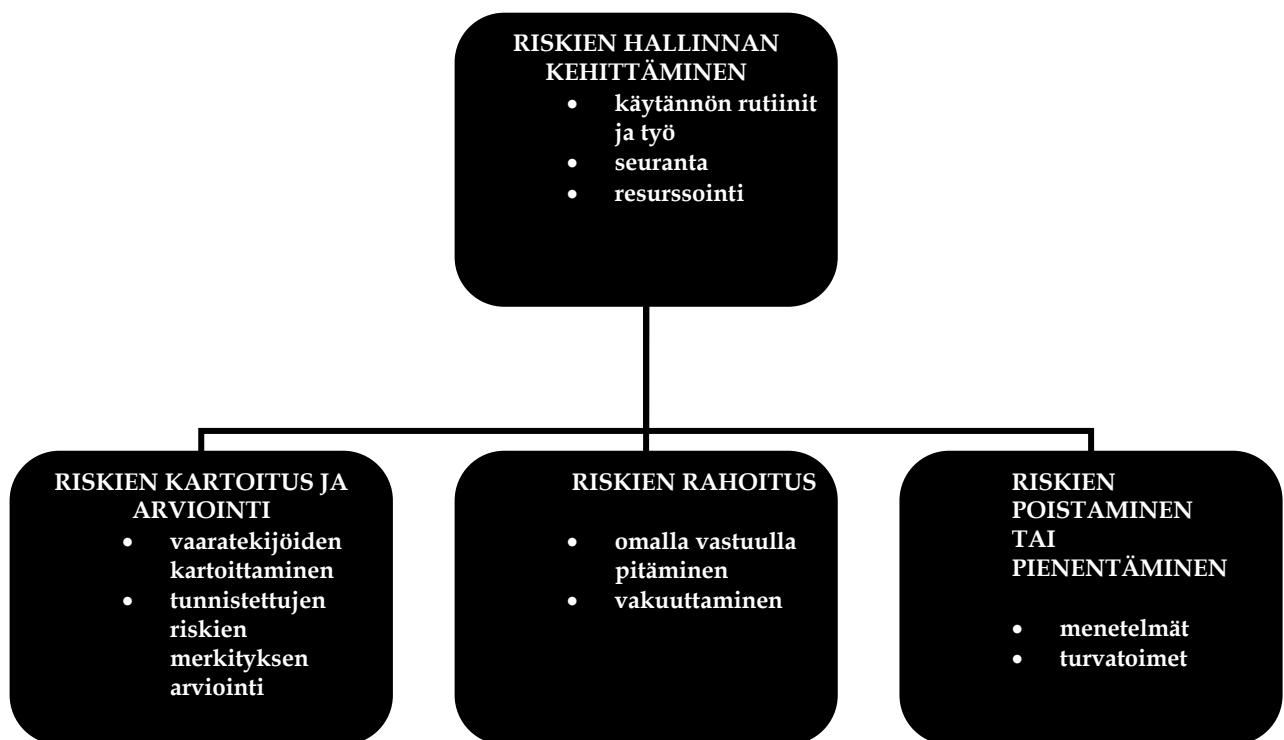 RISKIEN HALLINNAN
KEHITTÄMINEN
• käytännön rutiinit
ja työ
• seuranta
• resurssointi
RISKIEN KARTOITUS JA
ARVIOINTI
• vaaratekijöiden
kartoittaminen
• tunnistettujen
riskien
merkityksen
arviointi
RISKIEN RAHOITUS
• omalla vastuulla
pitäminen
• vakuuttaminen
RISKIEN
POISTAMINEN
TAI
PIENENTÄMINEN
• menetelmät
• turvatoimet